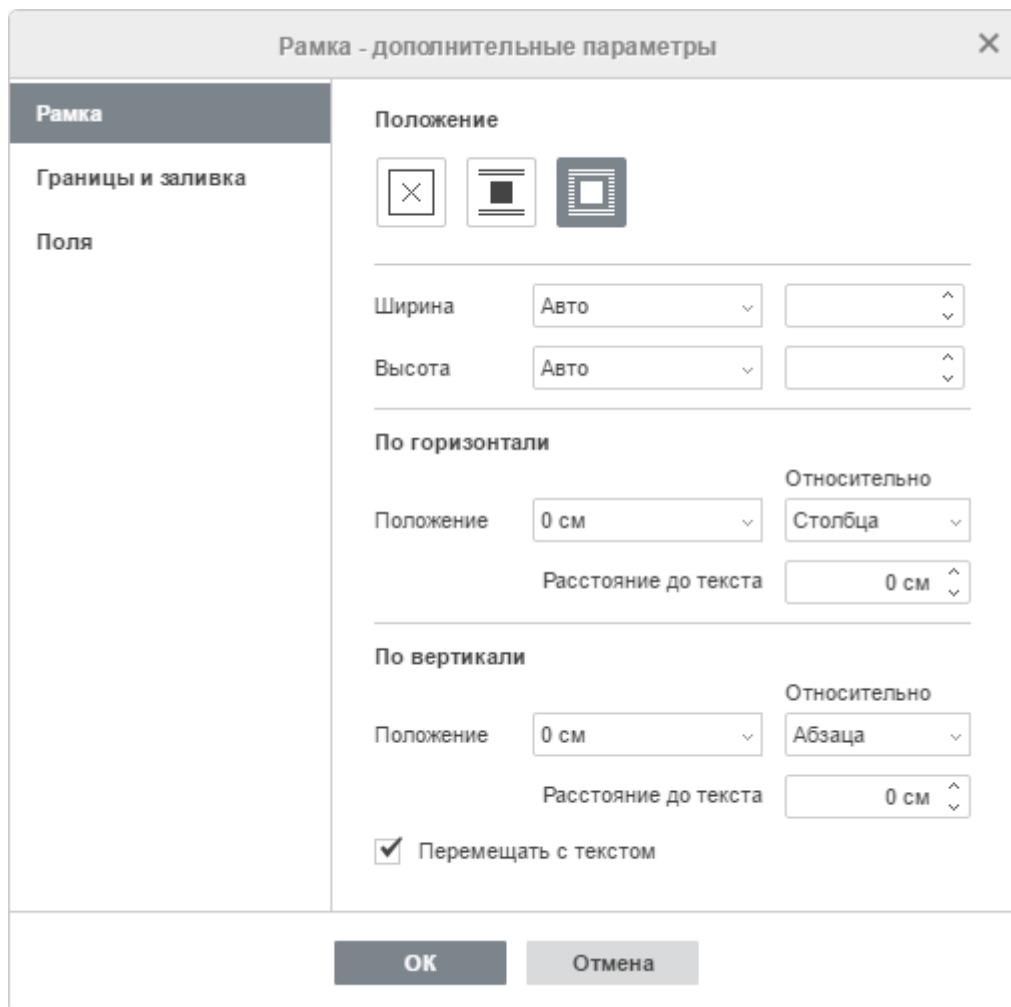 Рамка - дополнительные параметры
Рамка
Границы и заливка
Поля
Положение
Ширина Авто
Высота Авто
По горизонтали
Относительно
Положение 0 см Столбца
Расстояние до текста 0 см
По вертикали
Относительно
Положение 0 см Абзаца
Расстояние до текста 0 см
Перемещать с текстом
ОК Отмена